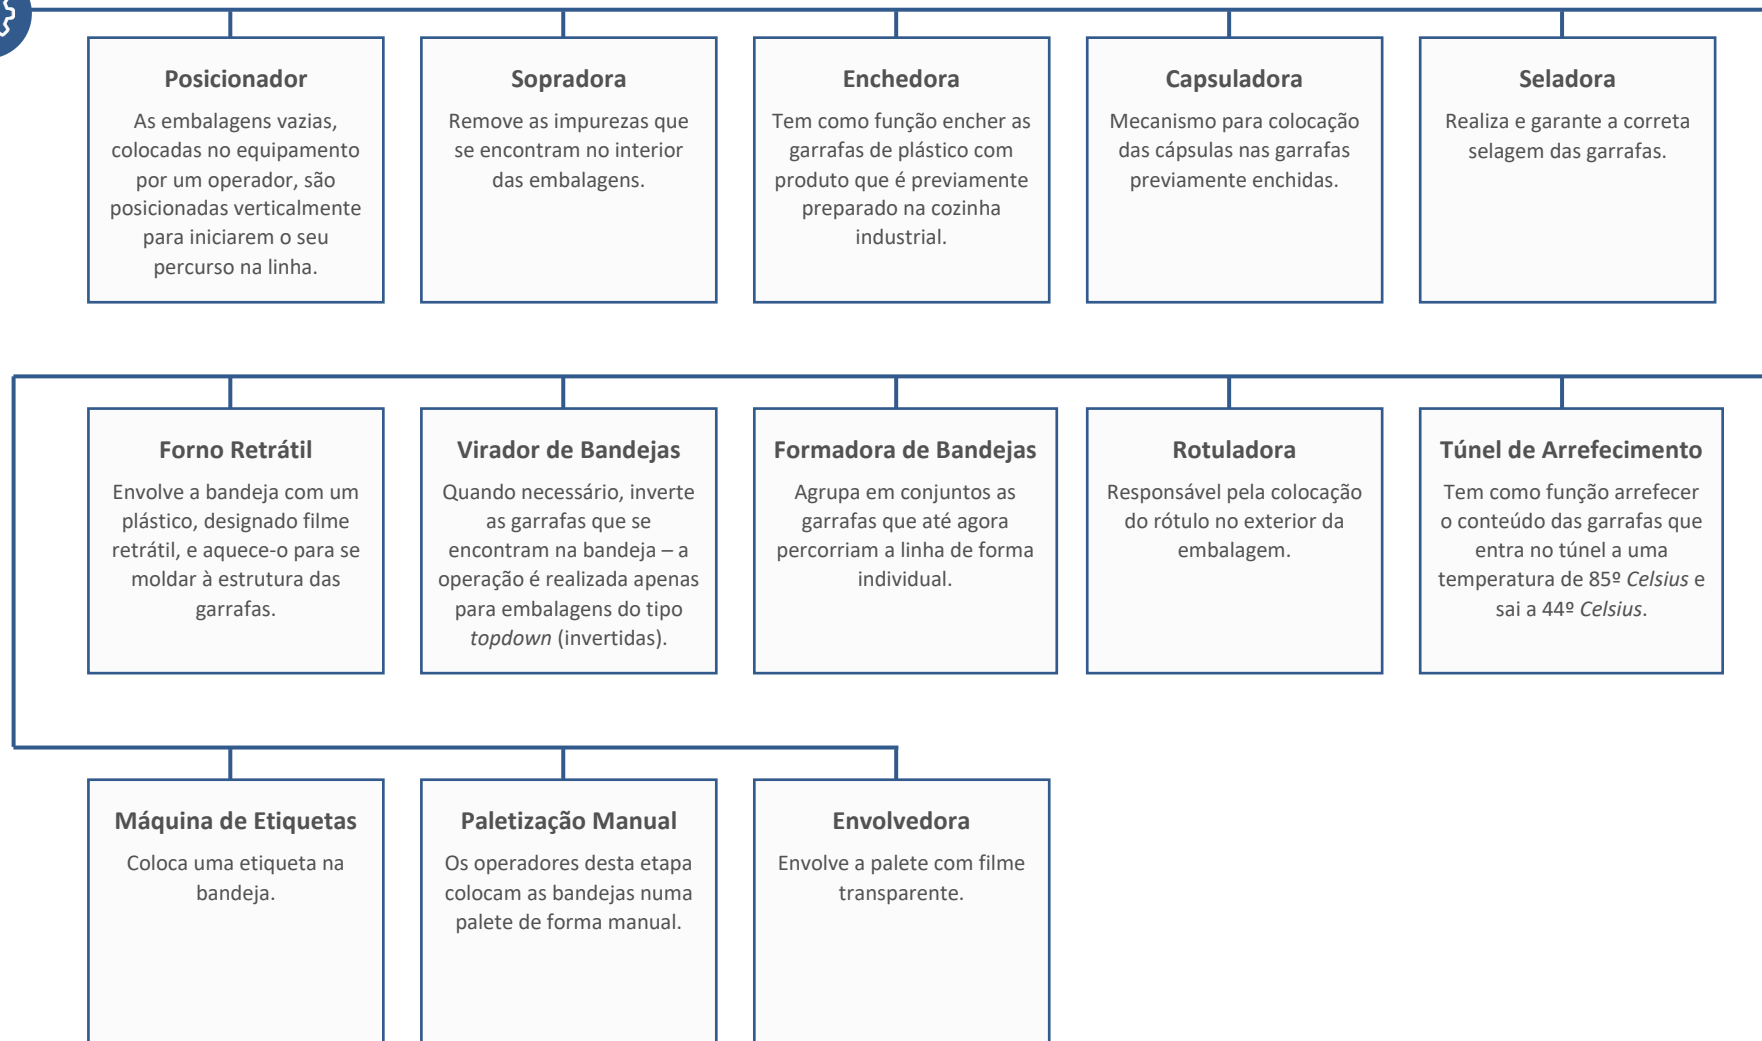 Posicionador
As embalagens vazias,
colocadas no equipamento
por um operador, são
posicionadas verticalmente
para iniciarem o seu
percurso na linha.
Sopradora
Remove as impurezas que
se encontram no interior
das embalagens.
Enchedora
Tem como função encher as
garrafas de plástico com
produto que é previamente
preparado na cozinha
industrial.
Capsuladora
Mecanismo para colocação
das cápsulas nas garrafas
previamente enchidas.
Seladora
Realiza e garante a correta
selagem das garrafas.
Forno Retrátil
Envolve a bandeja com um
plástico, designado filme
retrátil, e aquece-o para se
moldar à estrutura das
garrafas.
Virador de Bandejas
Quando necessário, inverte
as garrafas que se
encontram na bandeja – a
operação é realizada apenas
para embalagens do tipo
topdown (invertidas).
Formadora de Bandejas
Agrupa em conjuntos as
garrafas que até agora
percorriam a linha de forma
individual.
Rotuladora
Responsável pela colocação
do rótulo no exterior da
embalagem.
Túnel de Arrefecimento
Tem como função arrefecer
o conteúdo das garrafas que
entra no túnel a uma
temperatura de 85º Celsius e
sai a 44º Celsius.
Máquina de Etiquetas
Coloca uma etiqueta na
bandeja.
Paletização Manual
Os operadores desta etapa
colocam as bandejas numa
palete de forma manual.
Envolvedora
Envolve a palete com filme
transparente.